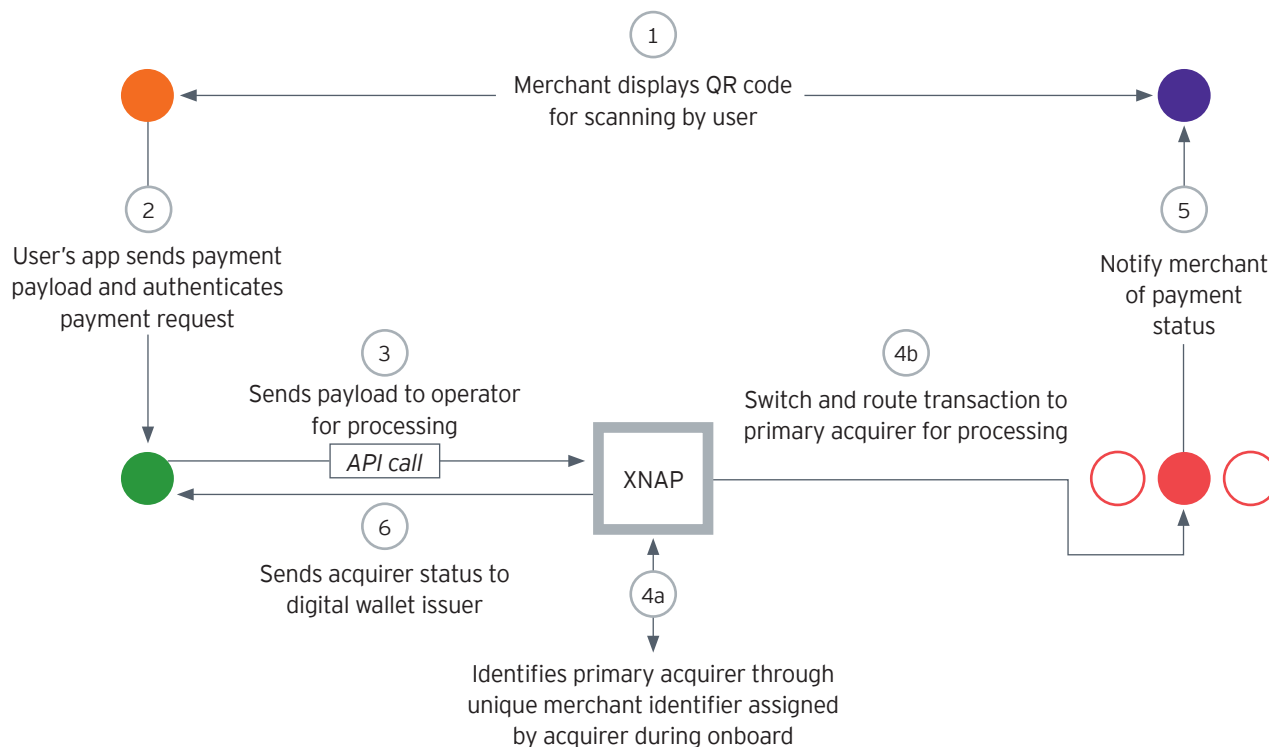 1
Merchant displays QR code
for scanning by user
2
User’s app sends payment
payload and authenticates
payment request
5
Notify merchant
of payment
status
3
Sends payload to operator
for processing
API call
4b
Switch and route transaction to
primary acquirer for processing
XNAP
6
Sends acquirer status to
digital wallet issuer
4a
Identifies primary acquirer through
unique merchant identifier assigned
by acquirer during onboard